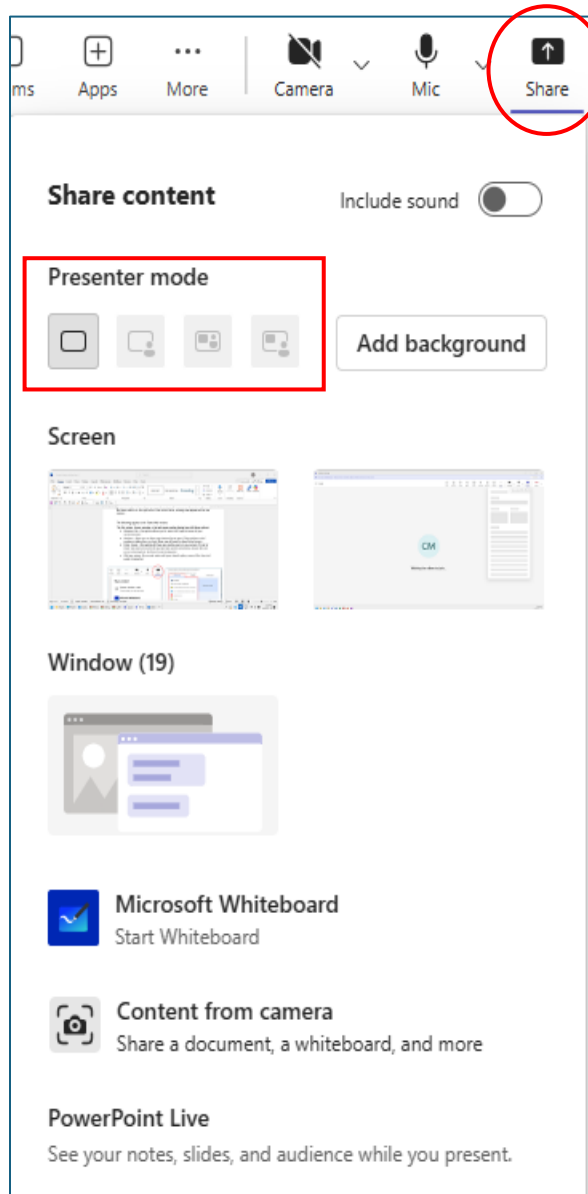 ms Apps More Camera Mic Share
Share content Include sound
Presenter mode
Add background
Screen
CM
Window (19)
Microsoft Whiteboard
Start Whiteboard
Content from camera
Share a document, a whiteboard, and more
PowerPoint Live
See your notes, slides, and audience while you present.